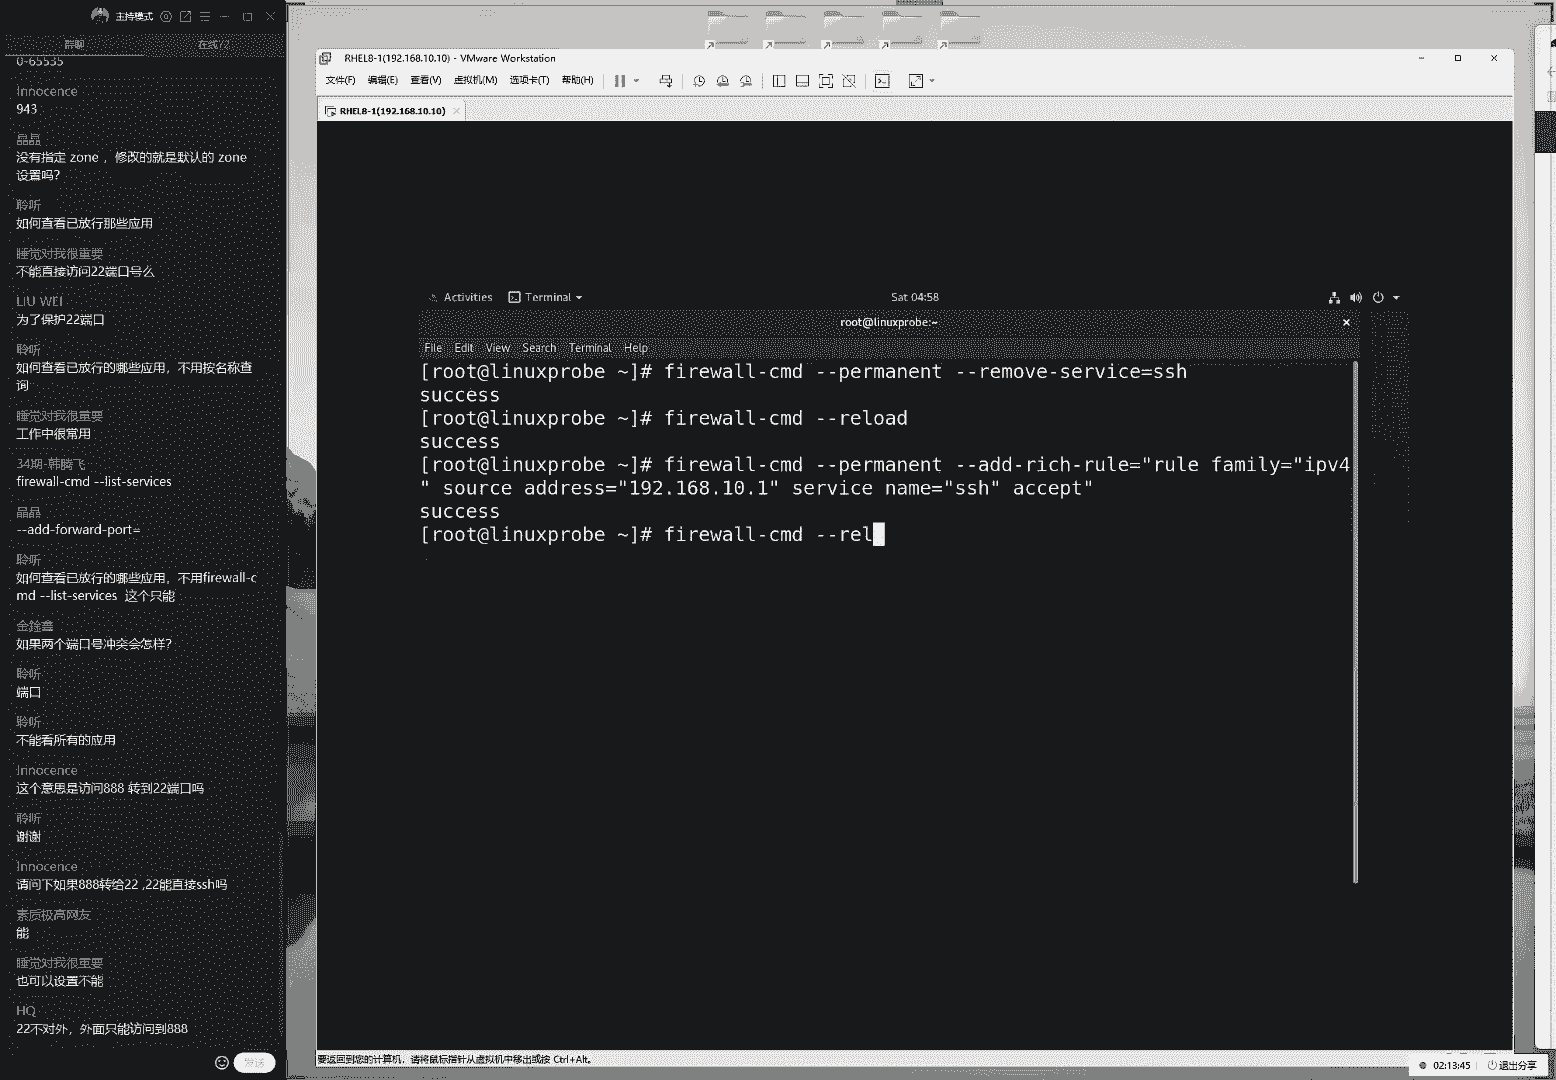 主持模式
群聊
在线72
0-65535
Innocence
943
晶晶
没有指定 zone ，修改的就是默认的 zone
设置吗?
聆听
如何查看已放行那些应用
睡觉对我很重要
不能直接访问22端口号么
LIU WEI
为了保护22端口
聆听
如何查看已放行的哪些应用，不用按名称查
询
睡觉对我很重要
工作中很常用
34期-韩腾飞
firewall-cmd --list-services
晶晶
--add-forward-port=
聆听
如何查看已放行的哪些应用，不用firewall-c
md --list-services  这个只能
如果两个端口号冲突会怎样?
聆听
端口
聆听
不能看所有的应用
Innocence
这个意思是访问888 转到22端口吗
聆听
谢谢
Innocence
请问下如果888转给22 ,22能直接ssh吗
素质极高网友
能
睡觉对我很重要
也可以设置不能
HQ
22不对外，外面只能访问到888
发送
RHEL8-1(192.168.10.10) - VMware Workstation
文件(F) 编辑(E) 查看(V) 虚拟机(M) 选项卡(T) 帮助(H)
RHEL8-1(192.168.10.10)
Activities Terminal Sat 04:58
root@linuxprobe:~
File Edit View Search Terminal Help
[root@linuxprobe ~]# firewall-cmd --permanent --remove-service=ssh
success
[root@linuxprobe ~]# firewall-cmd --reload
success
[root@linuxprobe ~]# firewall-cmd --permanent --add-rich-rule="rule family="ipv4
" source address="192.168.10.1" service name="ssh" accept"
success
[root@linuxprobe ~]# firewall-cmd --rel
要返回到您的计算机，请将鼠标指针从虚拟机中移出或按 Ctrl+Alt。
02:13:45 退出分享